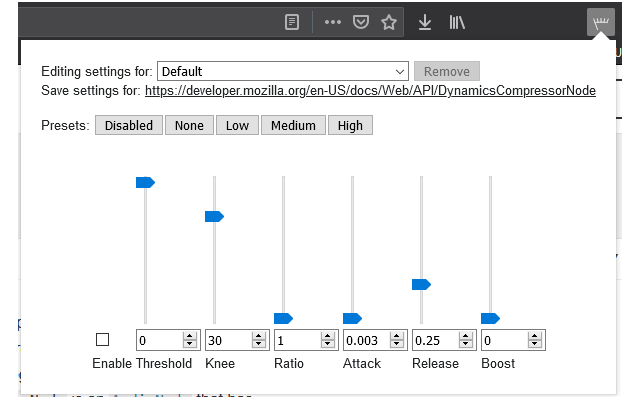 Editing settings for: Default Remove
Save settings for: https://developer.mozilla.org/en-US/docs/Web/API/DynamicsCompressorNode
Presets: Disabled None Low Medium High
0 30 1 0.003 0.25 0
Enable Threshold Knee Ratio Attack Release Boost